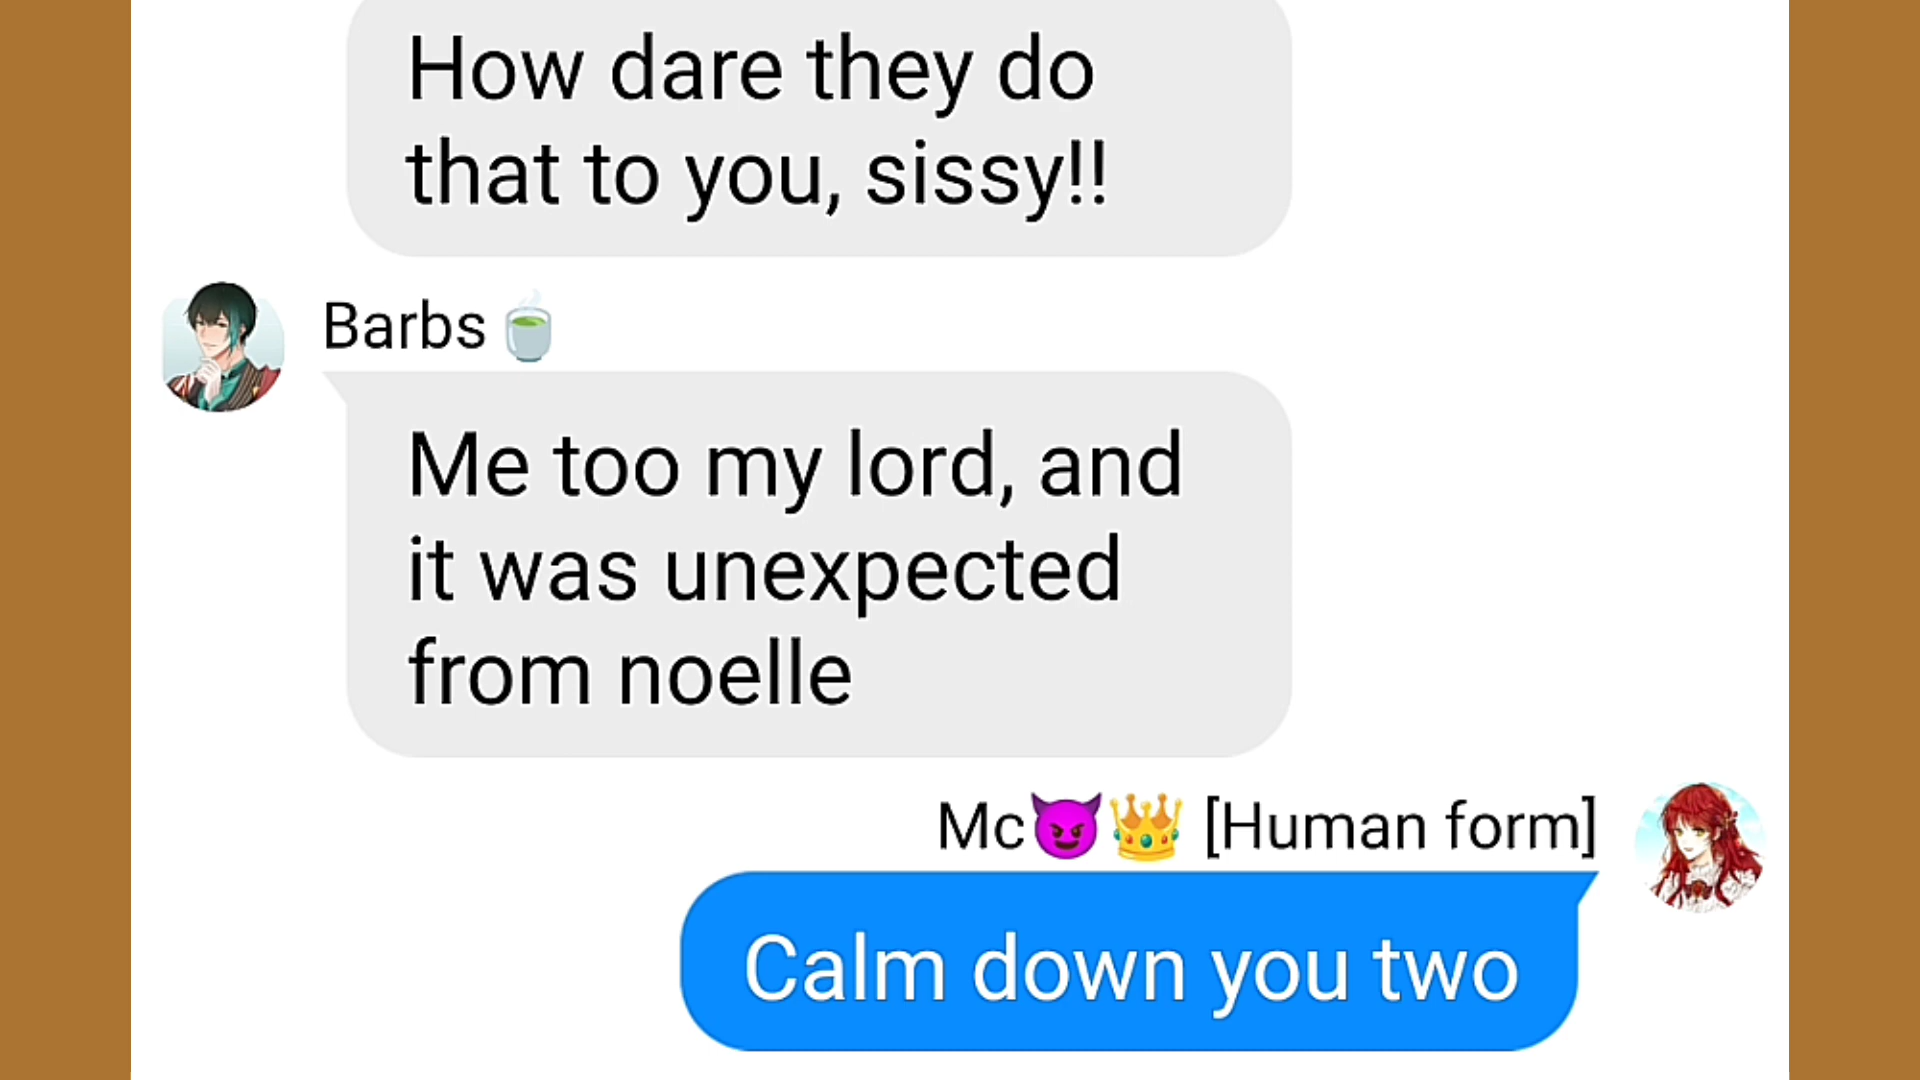 How dare they do
that to you, sissy!!
Barbs🍵
Me too my lord, and
it was unexpected
from noelle
Mc😈👑 [Human form]
Calm down you two